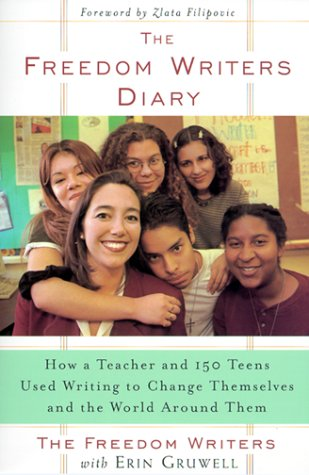 Foreword by Zlata Filipovic
THE
FREEDOM WRITERS
DIARY
How a Teacher and 150 Teens
Used Writing to Change Themselves
and the World Around Them
THE FREEDOM WRITERS
with ERIN GRUWELL